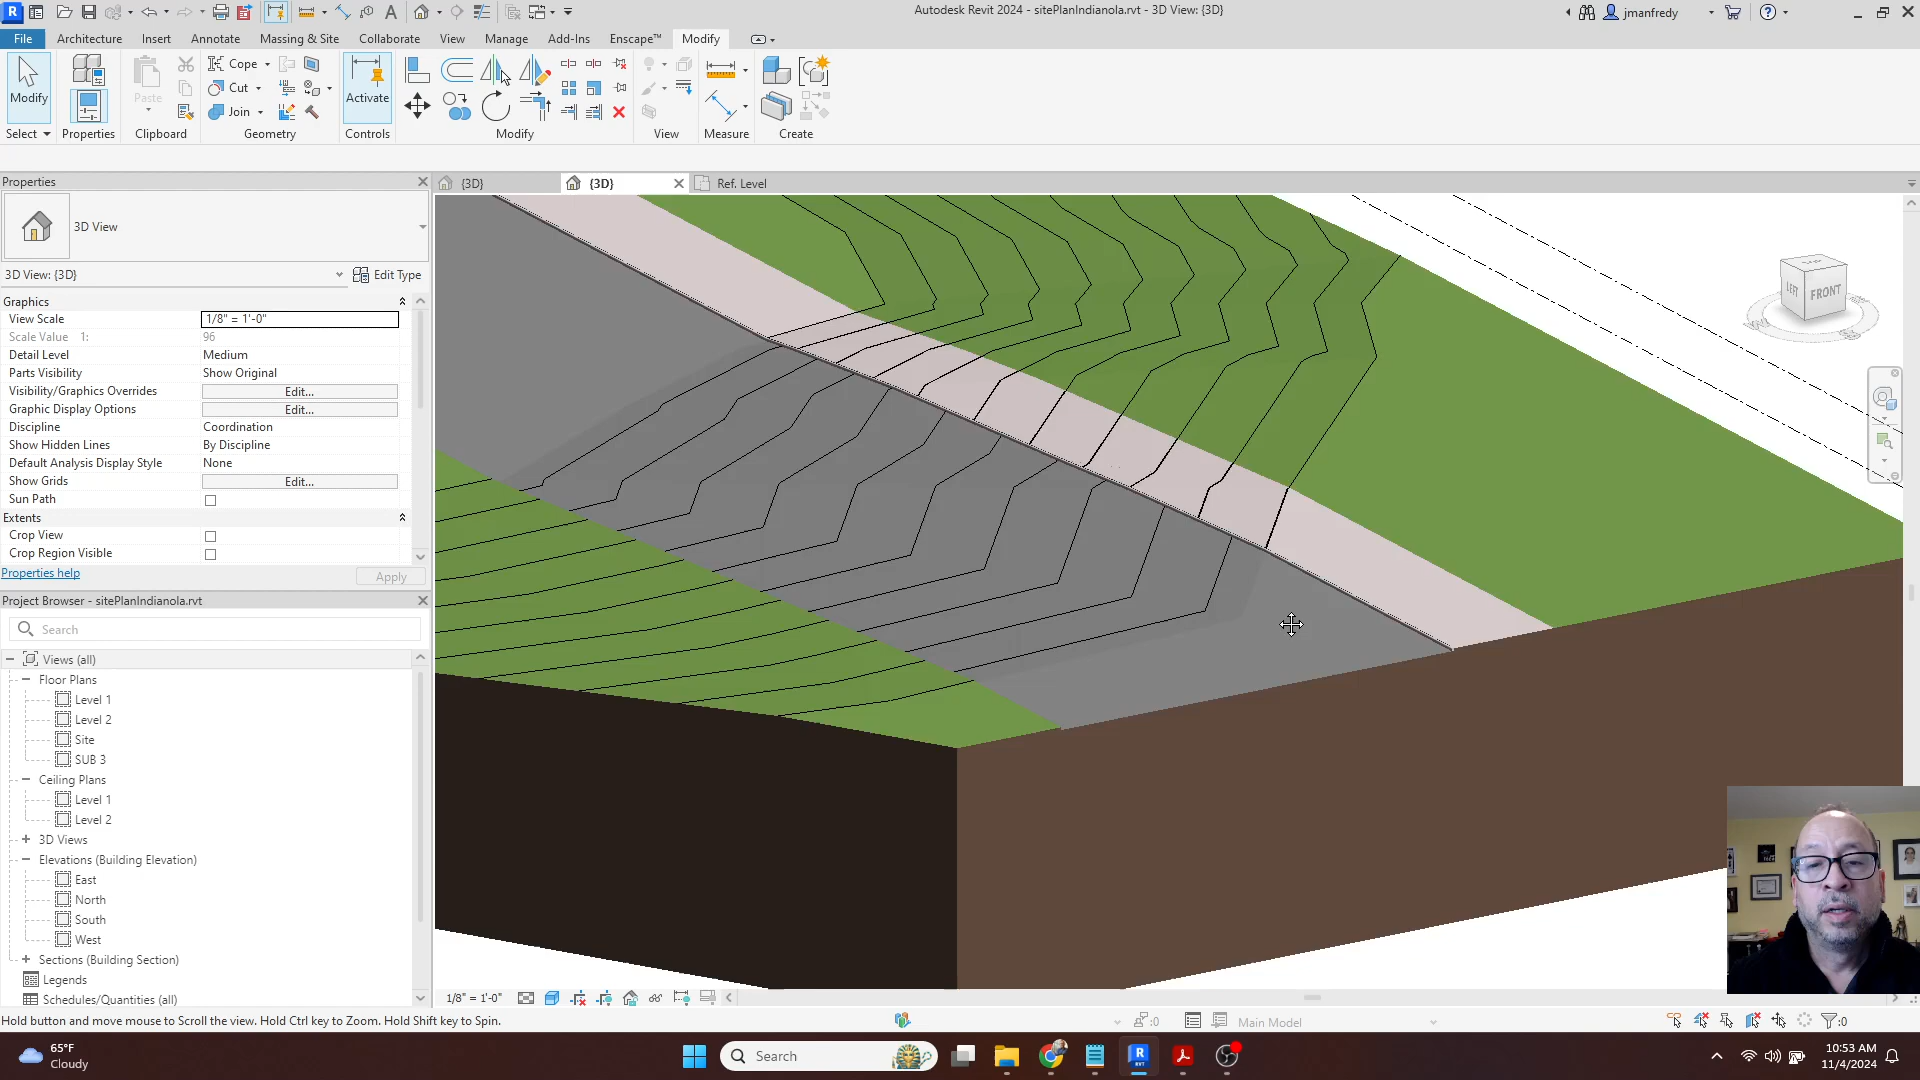 Autodesk Revit 2024 - sitePlanIndianola.rvt - 3D View: {3D}
jmanfredy
File
Architecture
Insert
Annotate
Massing & Site
Collaborate
View
Manage
Add-Ins
Enscape™
Modify
Modify
Paste
Cope
Cut
Join
Activate
Select
Properties
Clipboard
Geometry
Controls
Modify
View
Measure
Create
Properties
{3D}
{3D}
Ref. Level
3D View
3D View: {3D}
Edit Type
Graphics
View Scale 1/8" = 1'-0"
Scale Value 1: 96
Detail Level Medium
Parts Visibility Show Original
Visibility/Graphics Overrides Edit...
Graphic Display Options Edit...
Discipline Coordination
Show Hidden Lines By Discipline
Default Analysis Display Style None
Show Grids Edit...
Sun Path
Extents
Crop View
Crop Region Visible
Properties help
Apply
Project Browser - sitePlanIndianola.rvt
Search
Views (all)
Floor Plans
Level 1
Level 2
Site
SUB 3
Ceiling Plans
Level 1
Level 2
3D Views
Elevations (Building Elevation)
East
North
South
West
Sections (Building Section)
Legends
Schedules/Quantities (all)
LEFT
FRONT
1/8" = 1'-0"
Hold button and move mouse to Scroll the view. Hold Ctrl key to Zoom. Hold Shift key to Spin.
:0
Main Model
:0
65°F
Cloudy
Search
10:53 AM
11/4/2024